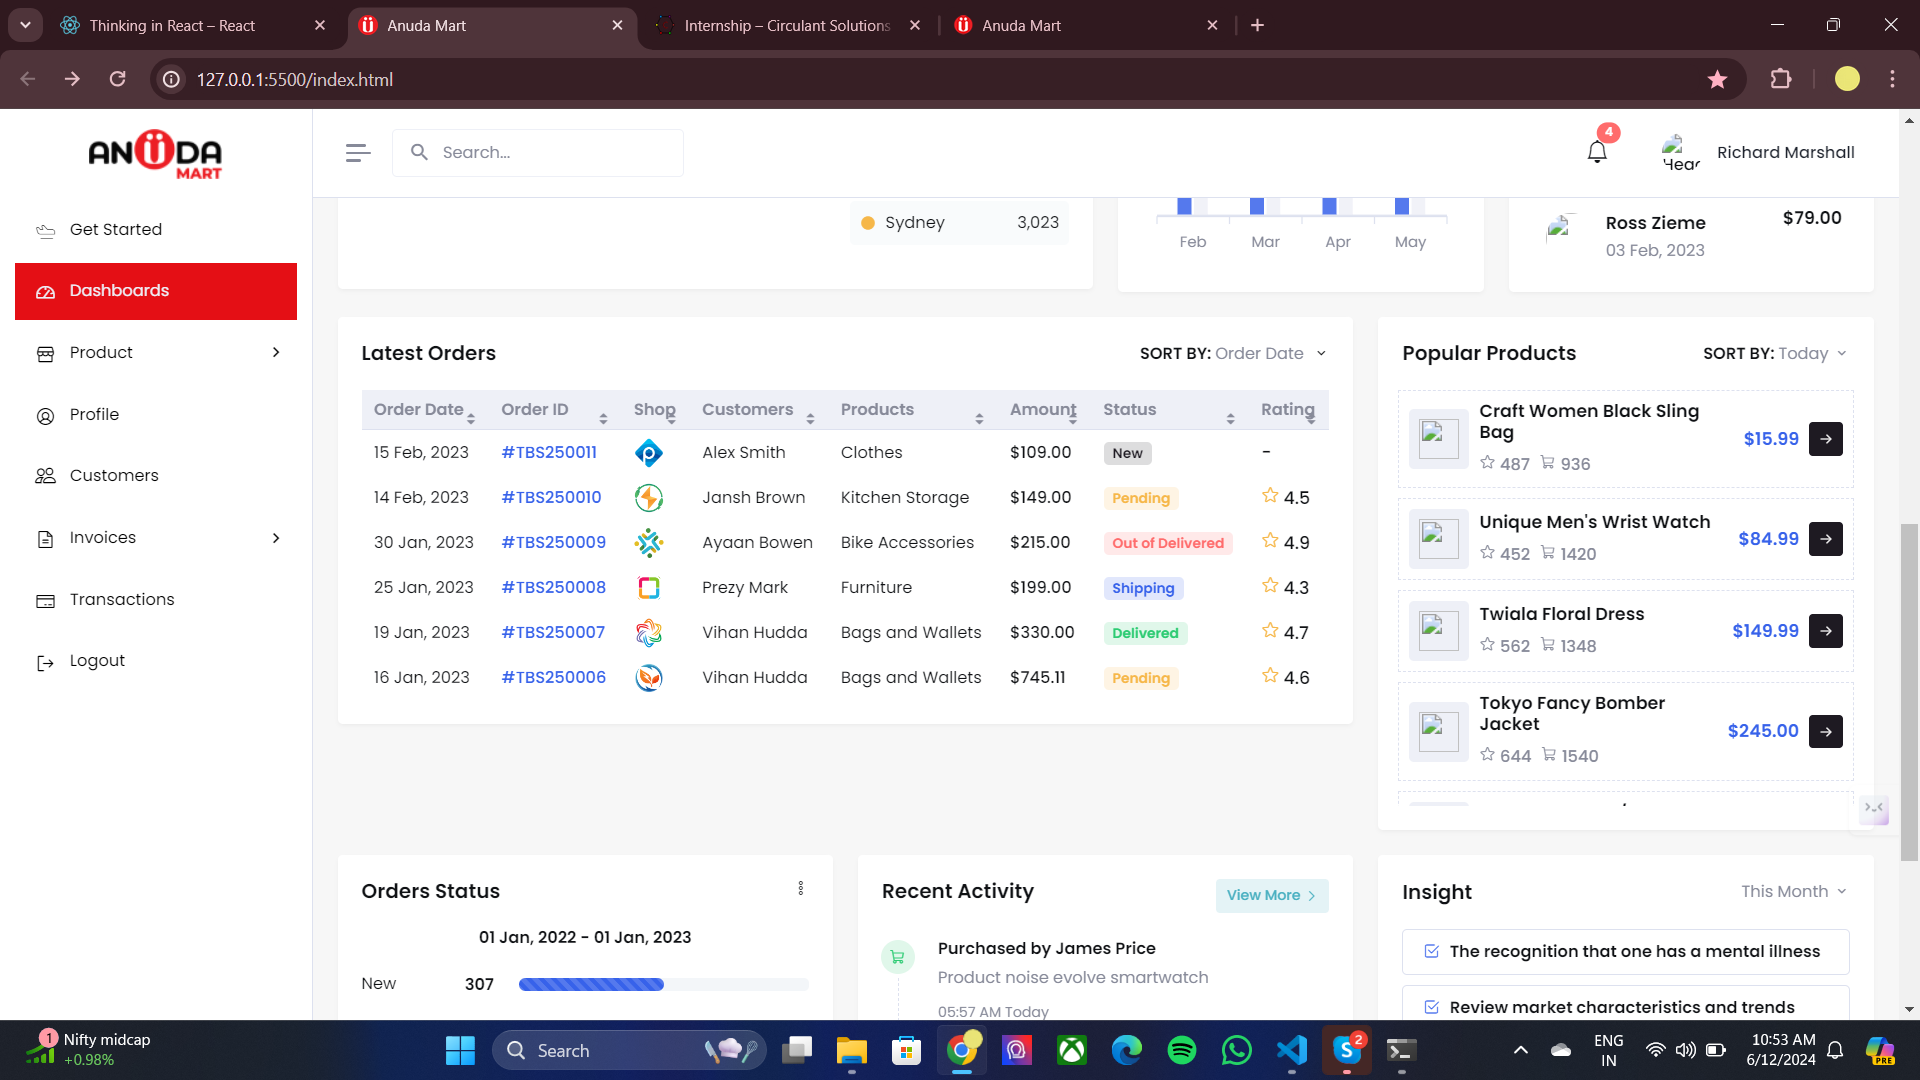 Thinking in React – React
Anuda Mart
Internship – Circulant Solutions
Anuda Mart
127.0.0.1:5500/index.html
ANÜDA
MART
Search...
4
Head
Richard Marshall
Get Started
Dashboards
Product
Profile
Customers
Invoices
Transactions
Logout
Sydney 3,023
Feb Mar Apr May
Ross Zieme $79.00
03 Feb, 2023
Latest Orders SORT BY: Order Date
Order Date Order ID Shop Customers Products Amount Status Rating
15 Feb, 2023 #TBS250011 Alex Smith Clothes $109.00 New -
14 Feb, 2023 #TBS250010 Jansh Brown Kitchen Storage $149.00 Pending 4.5
30 Jan, 2023 #TBS250009 Ayaan Bowen Bike Accessories $215.00 Out of Delivered 4.9
25 Jan, 2023 #TBS250008 Prezy Mark Furniture $199.00 Shipping 4.3
19 Jan, 2023 #TBS250007 Vihan Hudda Bags and Wallets $330.00 Delivered 4.7
16 Jan, 2023 #TBS250006 Vihan Hudda Bags and Wallets $745.11 Pending 4.6
Popular Products SORT BY: Today
Craft Women Black Sling
Bag
$15.99
487 936
Unique Men's Wrist Watch
$84.99
452 1420
Twiala Floral Dress
$149.99
562 1348
Tokyo Fancy Bomber
Jacket
$245.00
644 1540
Orders Status
01 Jan, 2022 - 01 Jan, 2023
New 307
Recent Activity View More
Purchased by James Price
Product noise evolve smartwatch
05:57 AM Today
Insight This Month
The recognition that one has a mental illness
Review market characteristics and trends
1
Nifty midcap
+0.98%
Search
2
PRE
ENG
IN
10:53 AM
6/12/2024